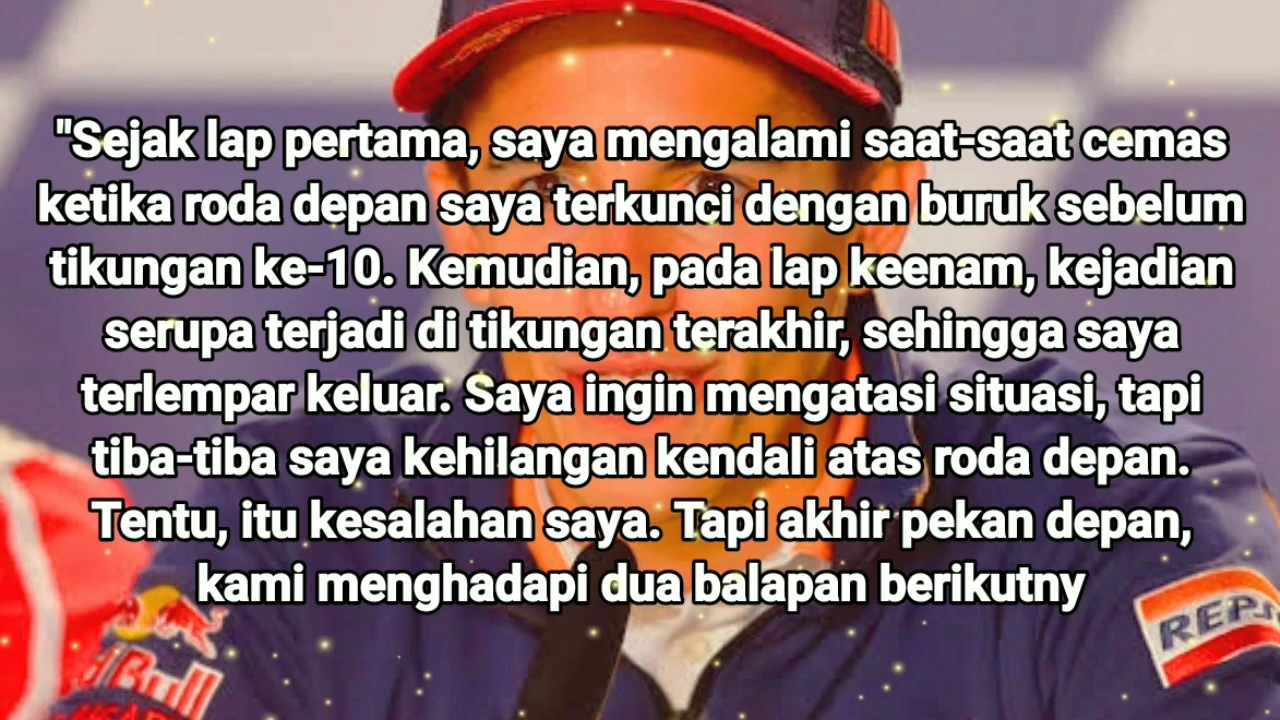 "Sejak lap pertama, saya mengalami saat-saat cemas
ketika roda depan saya terkunci dengan buruk sebelum
tikungan ke-10. Kemudian, pada lap keenam, kejadian
serupa terjadi di tikungan terakhir, sehingga saya
terlempar keluar. Saya ingin mengatasi situasi, tapi
tiba-tiba saya kehilangan kendali atas roda depan.
Tentu, itu kesalahan saya. Tapi akhir pekan depan,
kami menghadapi dua balapan berikutny
Red Bull